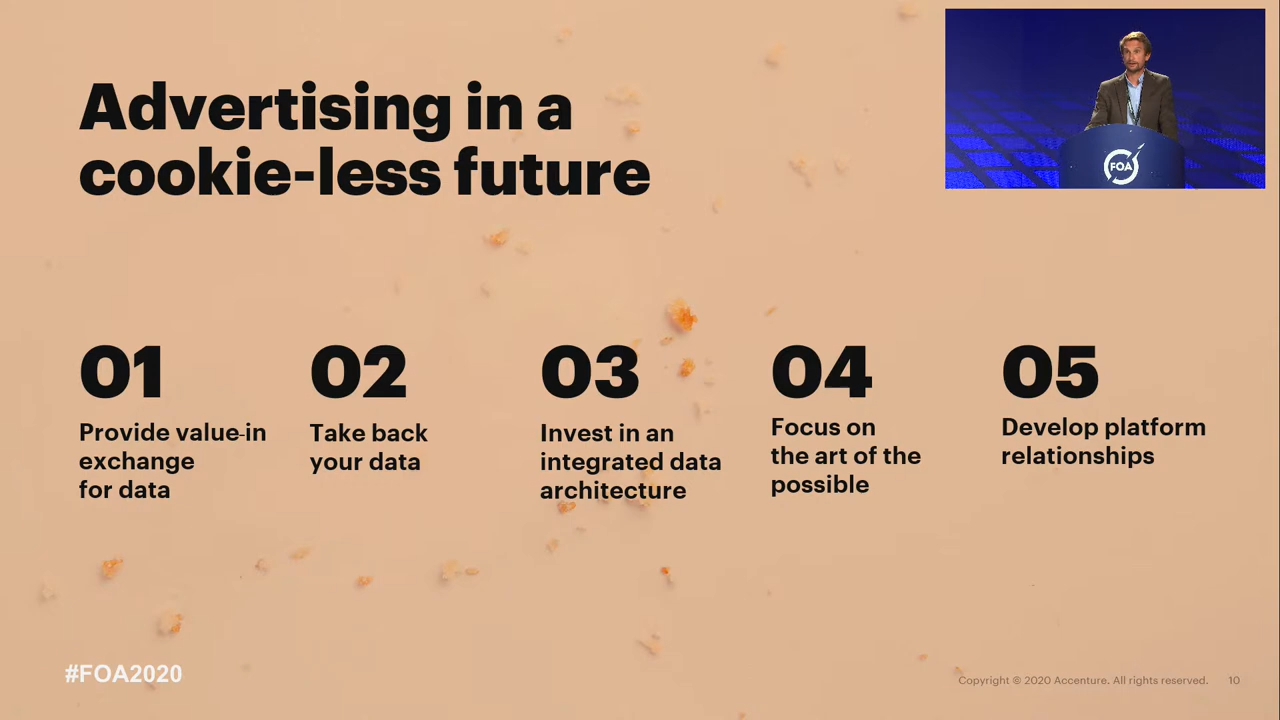 Advertising in a
cookie-less future
FOA
01
Provide value-in
exchange
for data
02
Take back
your data
03
Invest in an
integrated data
architecture
04
Focus on
the art of the
possible
05
Develop platform
relationships
#FOA2020
Copyright © 2020 Accenture. All rights reserved. 10